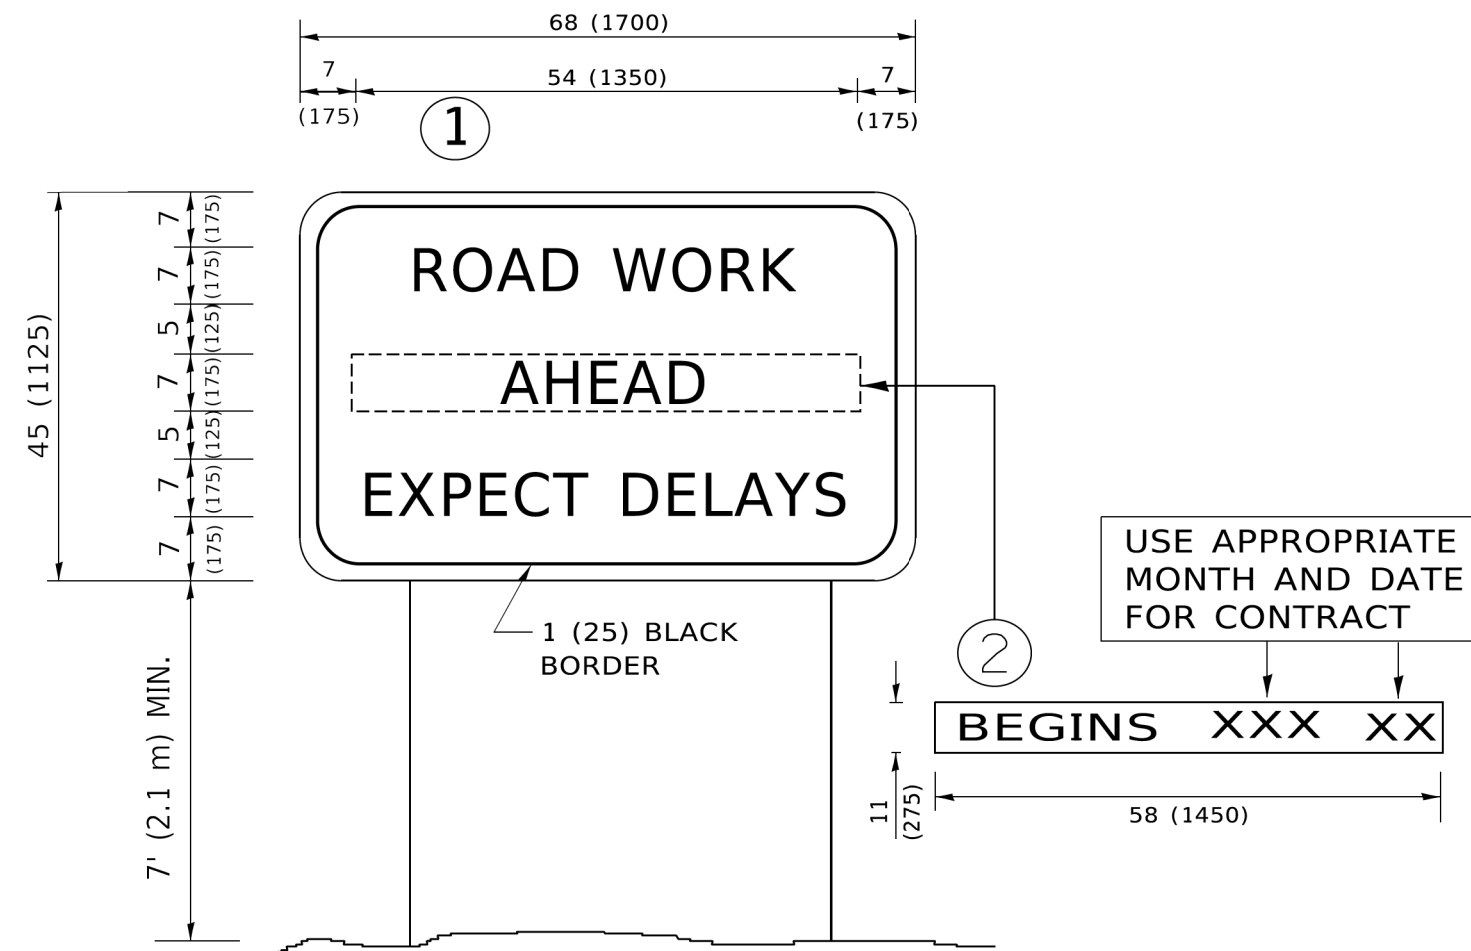 68 (1700)
7
54 (1350)
7
(175)
(175)
1
45 (1125)
7
(175)
7
(175)
5
(125)
7
(175)
5
(125)
7
(175)
7
(175)
ROAD WORK
AHEAD
EXPECT DELAYS
1 (25) BLACK
BORDER
7' (2.1 m) MIN.
2
USE APPROPRIATE
MONTH AND DATE
FOR CONTRACT
BEGINS XXX XX
11
(275)
58 (1450)